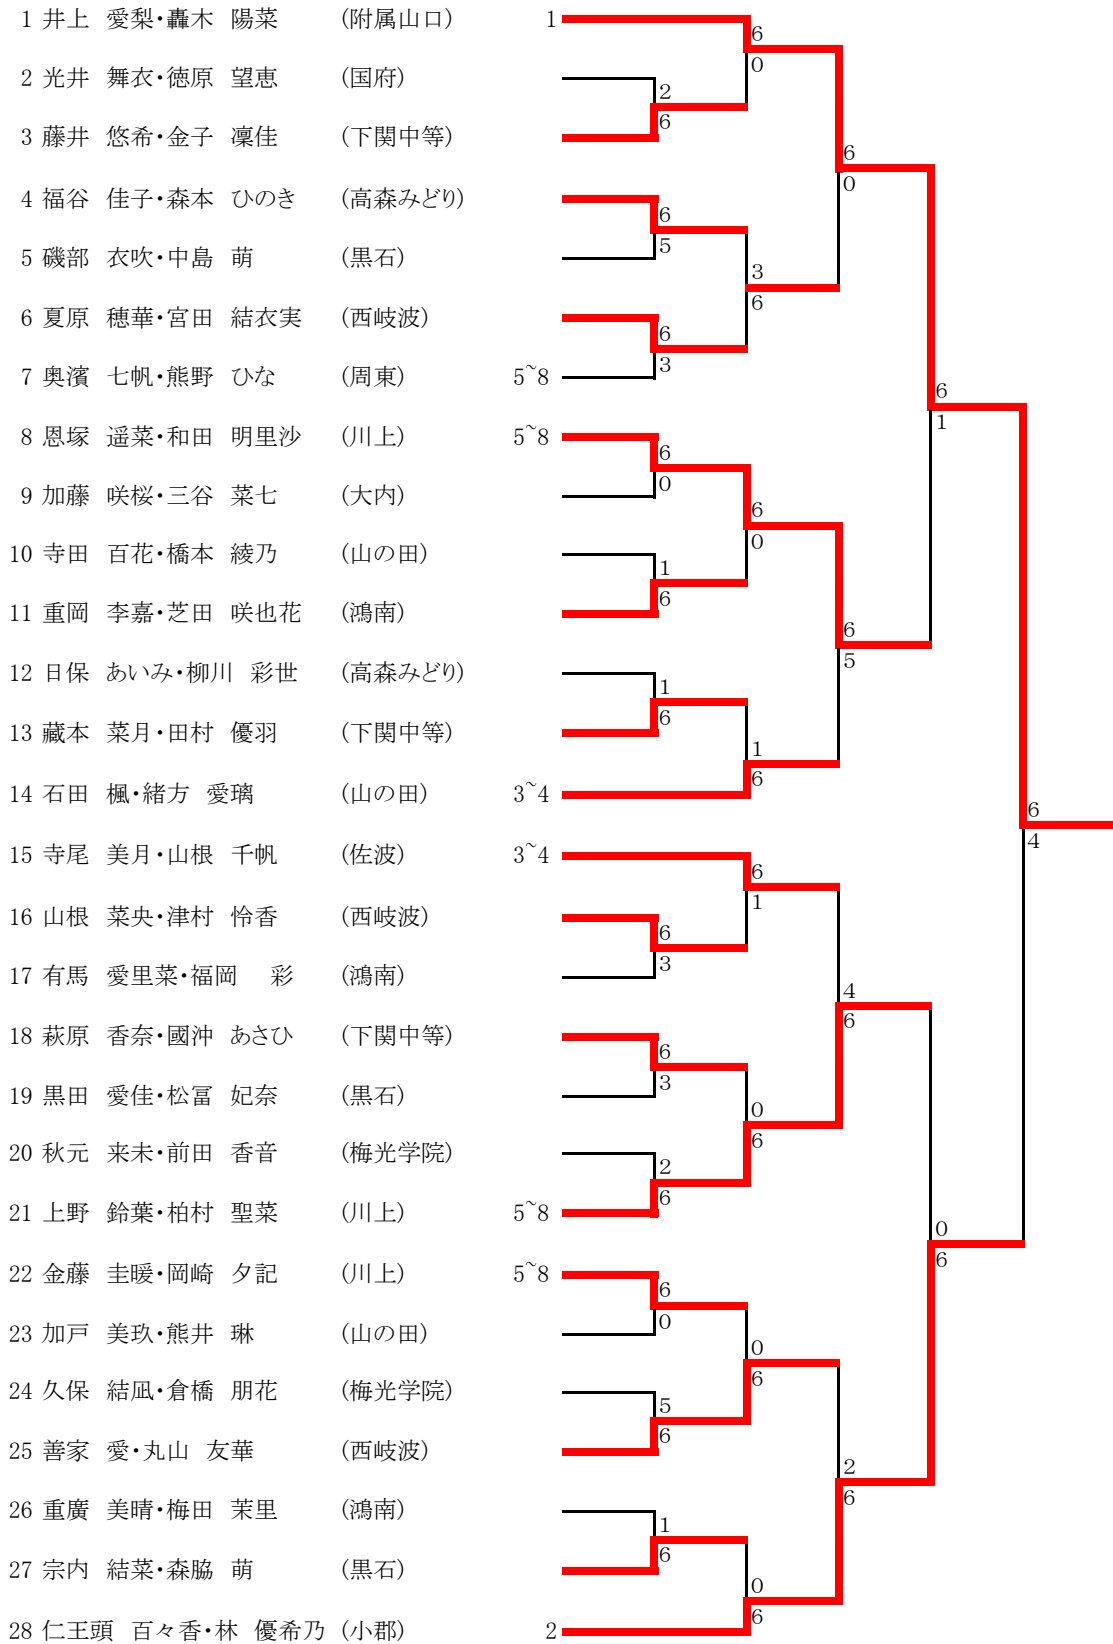 1 井上 愛梨・轟木 陽菜 (附属山口) 1
6
0
2 光井 舞衣・徳原 望恵 (国府)
2
6
3 藤井 悠希・金子 凜佳 (下関中等)
6
0
4 福谷 佳子・森本 ひのき (高森みどり)
6
5
5 磯部 衣吹・中島 萌 (黒石)
3
6
6 夏原 穂華・宮田 結衣実 (西岐波)
6
3
7 奥濱 七帆・熊野 ひな (周東) 5~8
6
1
8 恩塚 遥菜・和田 明里沙 (川上) 5~8
6
0
9 加藤 咲桜・三谷 菜七 (大内)
6
0
10 寺田 百花・橋本 綾乃 (山の田)
1
6
11 重岡 李嘉・芝田 咲也花 (鴻南)
6
5
12 日保 あいみ・柳川 彩世 (高森みどり)
1
6
13 藏本 菜月・田村 優羽 (下関中等)
1
6
14 石田 楓・緒方 愛璃 (山の田) 3~4
6
4
15 寺尾 美月・山根 千帆 (佐波) 3~4
6
1
16 山根 菜央・津村 怜香 (西岐波)
6
3
17 有馬 愛里菜・福岡 彩 (鴻南)
4
6
18 萩原 香奈・國沖 あさひ (下関中等)
6
3
19 黒田 愛佳・松冨 妃奈 (黒石)
0
6
20 秋元 来未・前田 香音 (梅光学院)
2
6
21 上野 鈴葉・柏村 聖菜 (川上) 5~8
0
6
22 金藤 圭暖・岡崎 夕記 (川上) 5~8
6
0
23 加戸 美玖・熊井 琳 (山の田)
0
6
24 久保 結凪・倉橋 朋花 (梅光学院)
5
6
25 善家 愛・丸山 友華 (西岐波)
2
6
26 重廣 美晴・梅田 茉里 (鴻南)
1
6
27 宗内 結菜・森脇 萌 (黒石)
0
6
28 仁王頭 百々香・林 優希乃 (小郡) 2